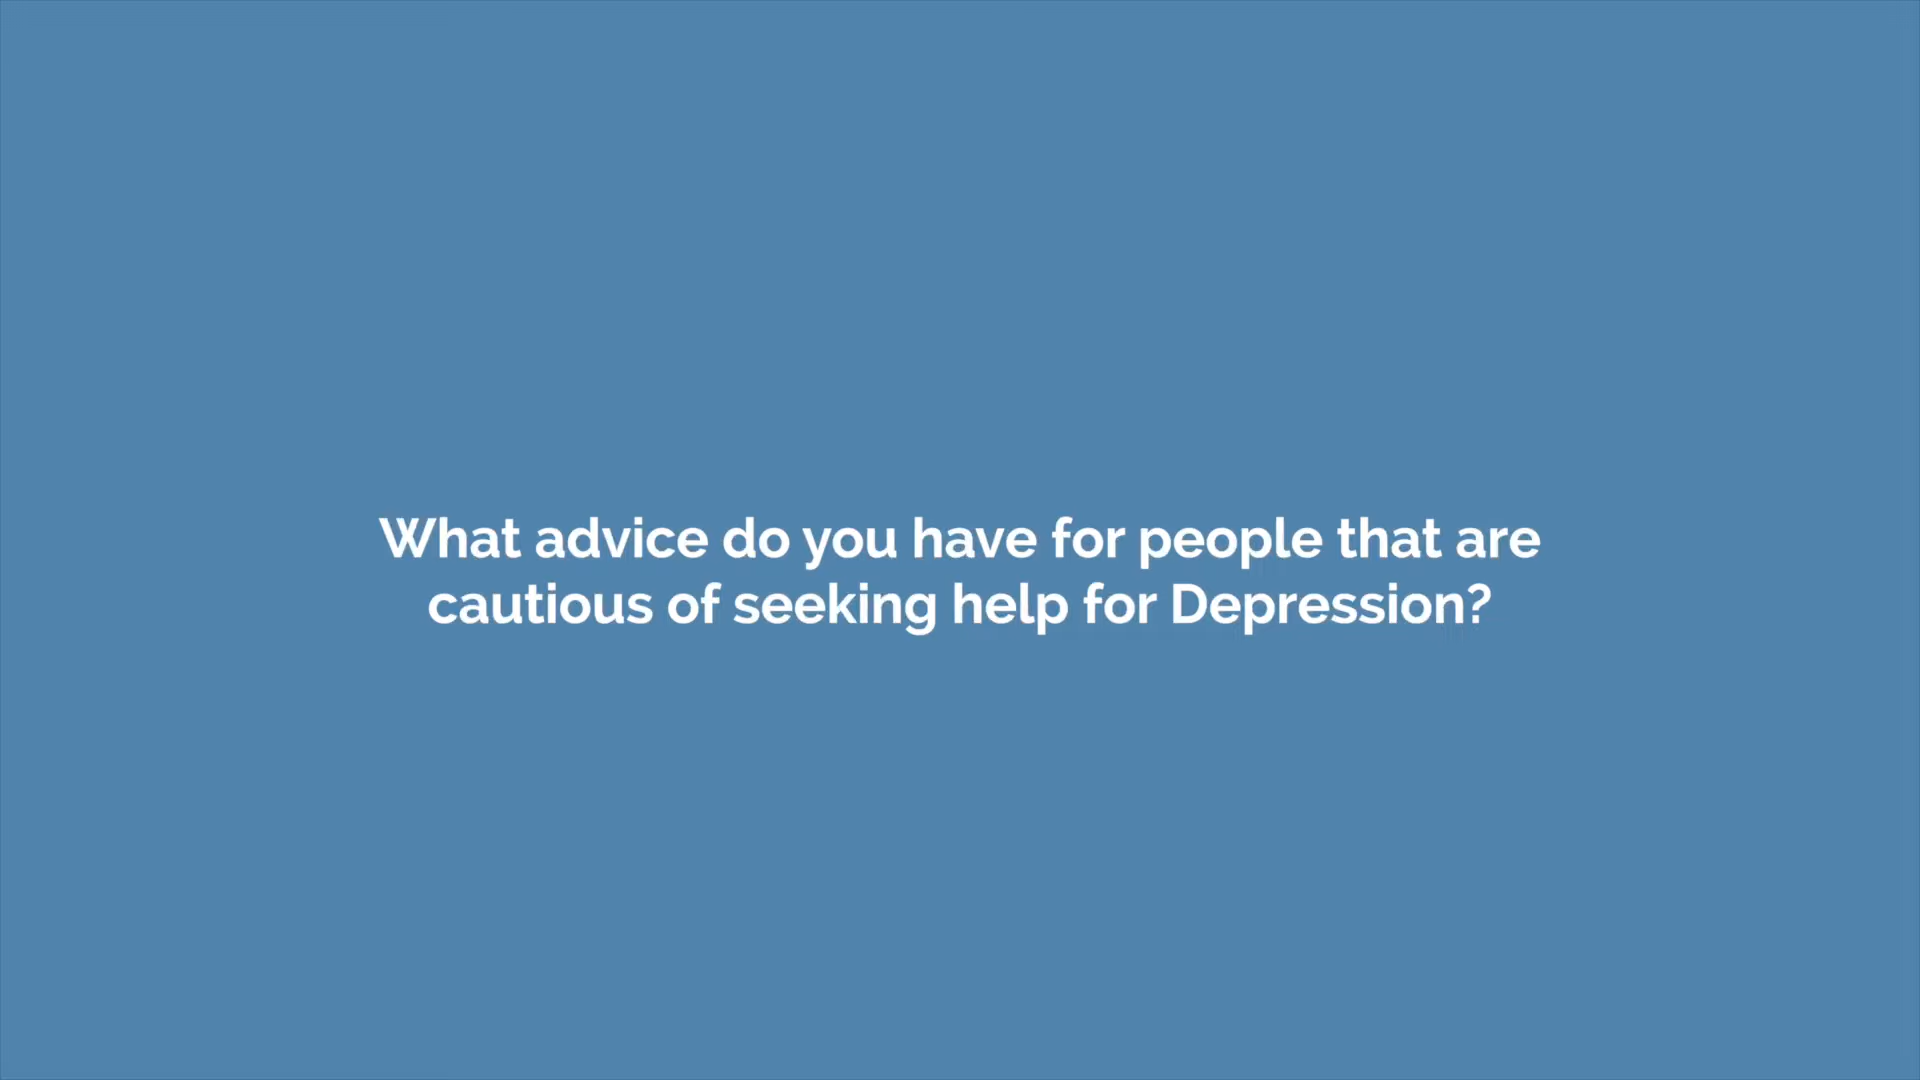 What advice do you have for people that are
cautious of seeking help for Depression?